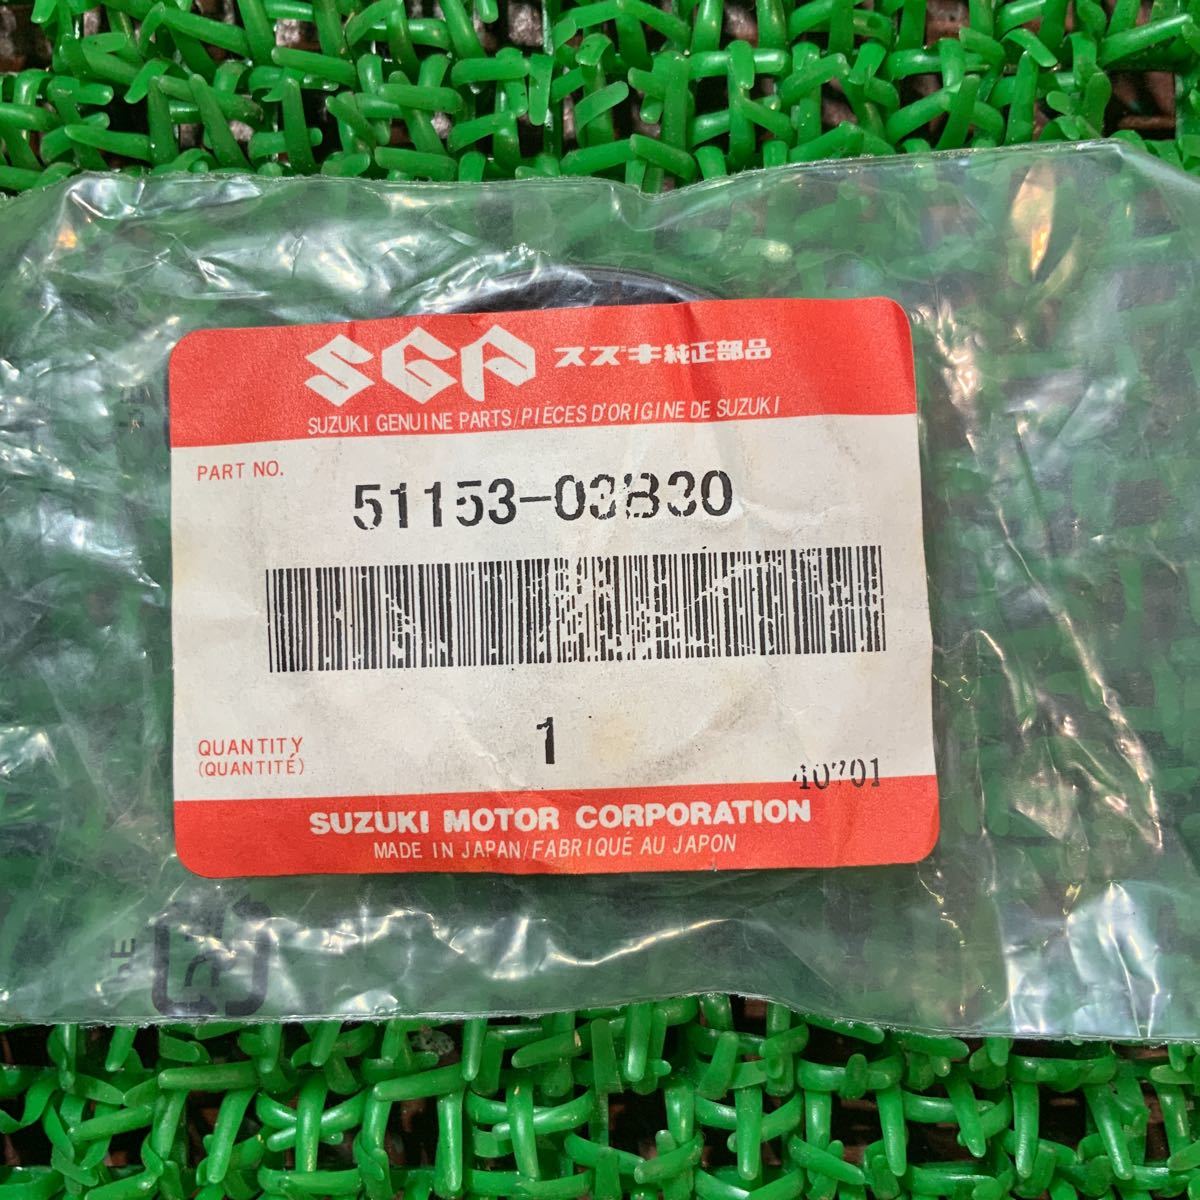 SGP スズキ純正部品
SUZUKI GENUINE PARTS/PIÈCES D'ORIGINE DE SUZUKI
PART NO.
51153-03B30
QUANTITY
(QUANTITÉ)
1
40701
SUZUKI MOTOR CORPORATION
MADE IN JAPAN/FABRIQUÉ AU JAPON